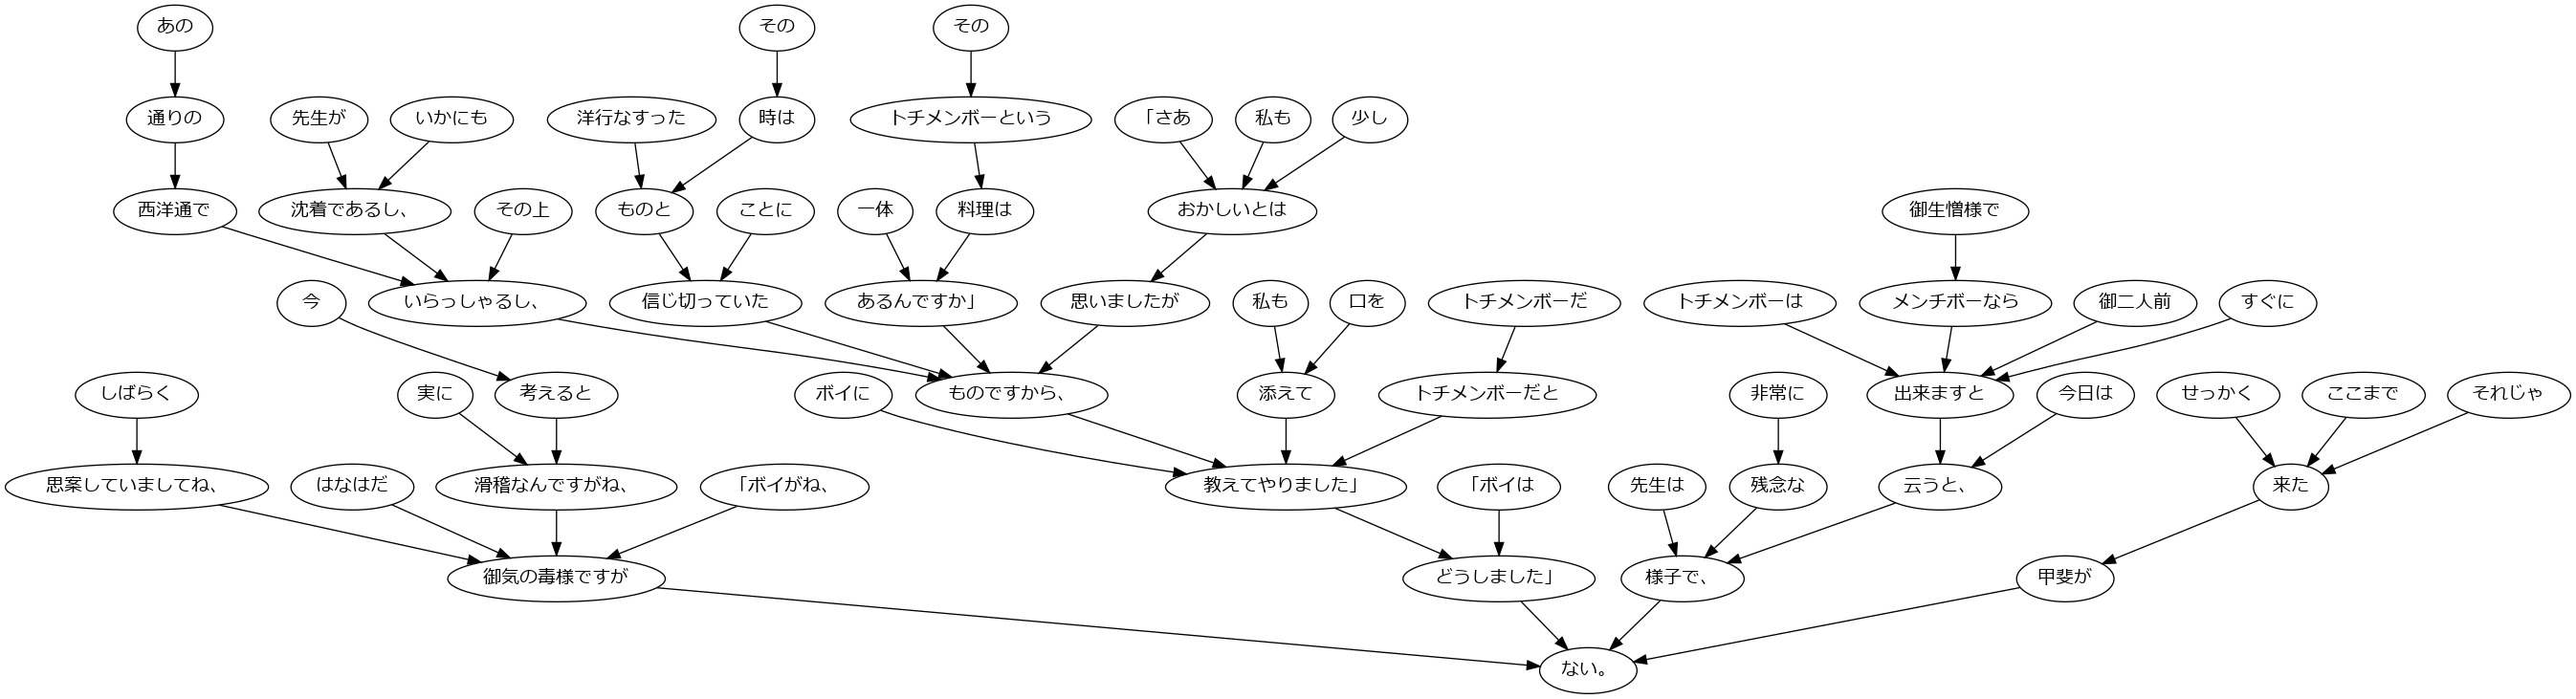 あの
その
その
通りの
先生が
いかにも
洋行なすった
時は
トチメンボーという
「さあ
私も
少し
西洋通で
沈着であるし、
その上
ものと
ことに
一体
料理は
おかしいとは
御生憎様で
今
いらっしゃるし、
信じ切っていた
あるんですか」
思いましたが
私も
口を
トチメンボーだ
トチメンボーは
メンチボーなら
御二人前
すぐに
しばらく
実に
考えると
ボイに
ものですから、
添えて
トチメンボーだと
非常に
出来ますと
今日は
せっかく
ここまで
それじゃ
思案していましてね、
はなはだ
滑稽なんですがね、
「ボイがね、
教えてやりました」
「ボイは
先生は
残念な
云うと、
来た
御気の毒様ですが
どうしました」
様子で、
甲斐が
ない。